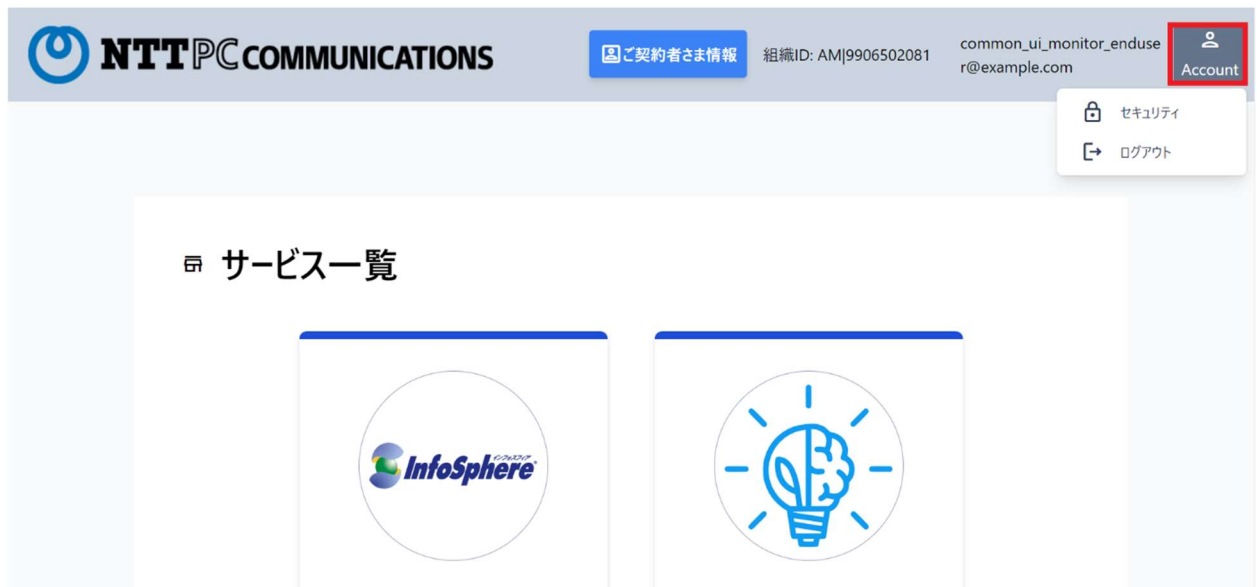 NTTPC COMMUNICATIONS
ご契約者さま情報
組織ID: AM|9906502081
common_ui_monitor_enduse
r@example.com
Account
セキュリティ
ログアウト
サービス一覧
インフォスフィア
InfoSphere